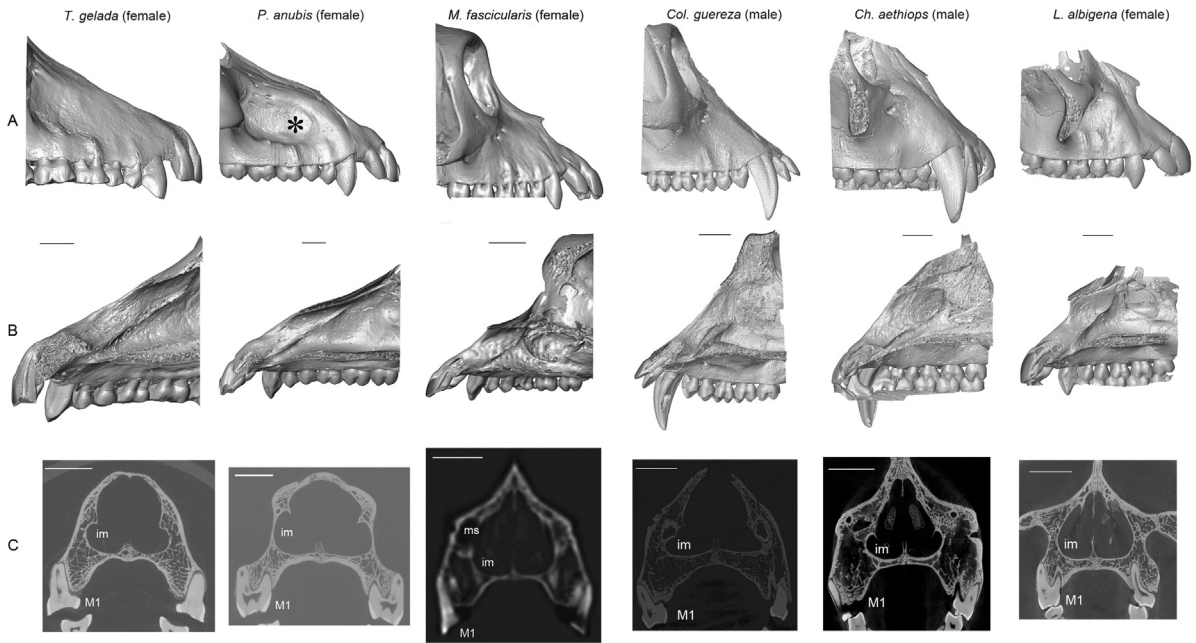 T. gelada (female) P. anubis (female) M. fascicularis (female) Col. guereza (male) Ch. aethiops (male) L. albigena (female)
A *
B
C im im ms im im im im
M1 M1 M1 M1 M1 M1